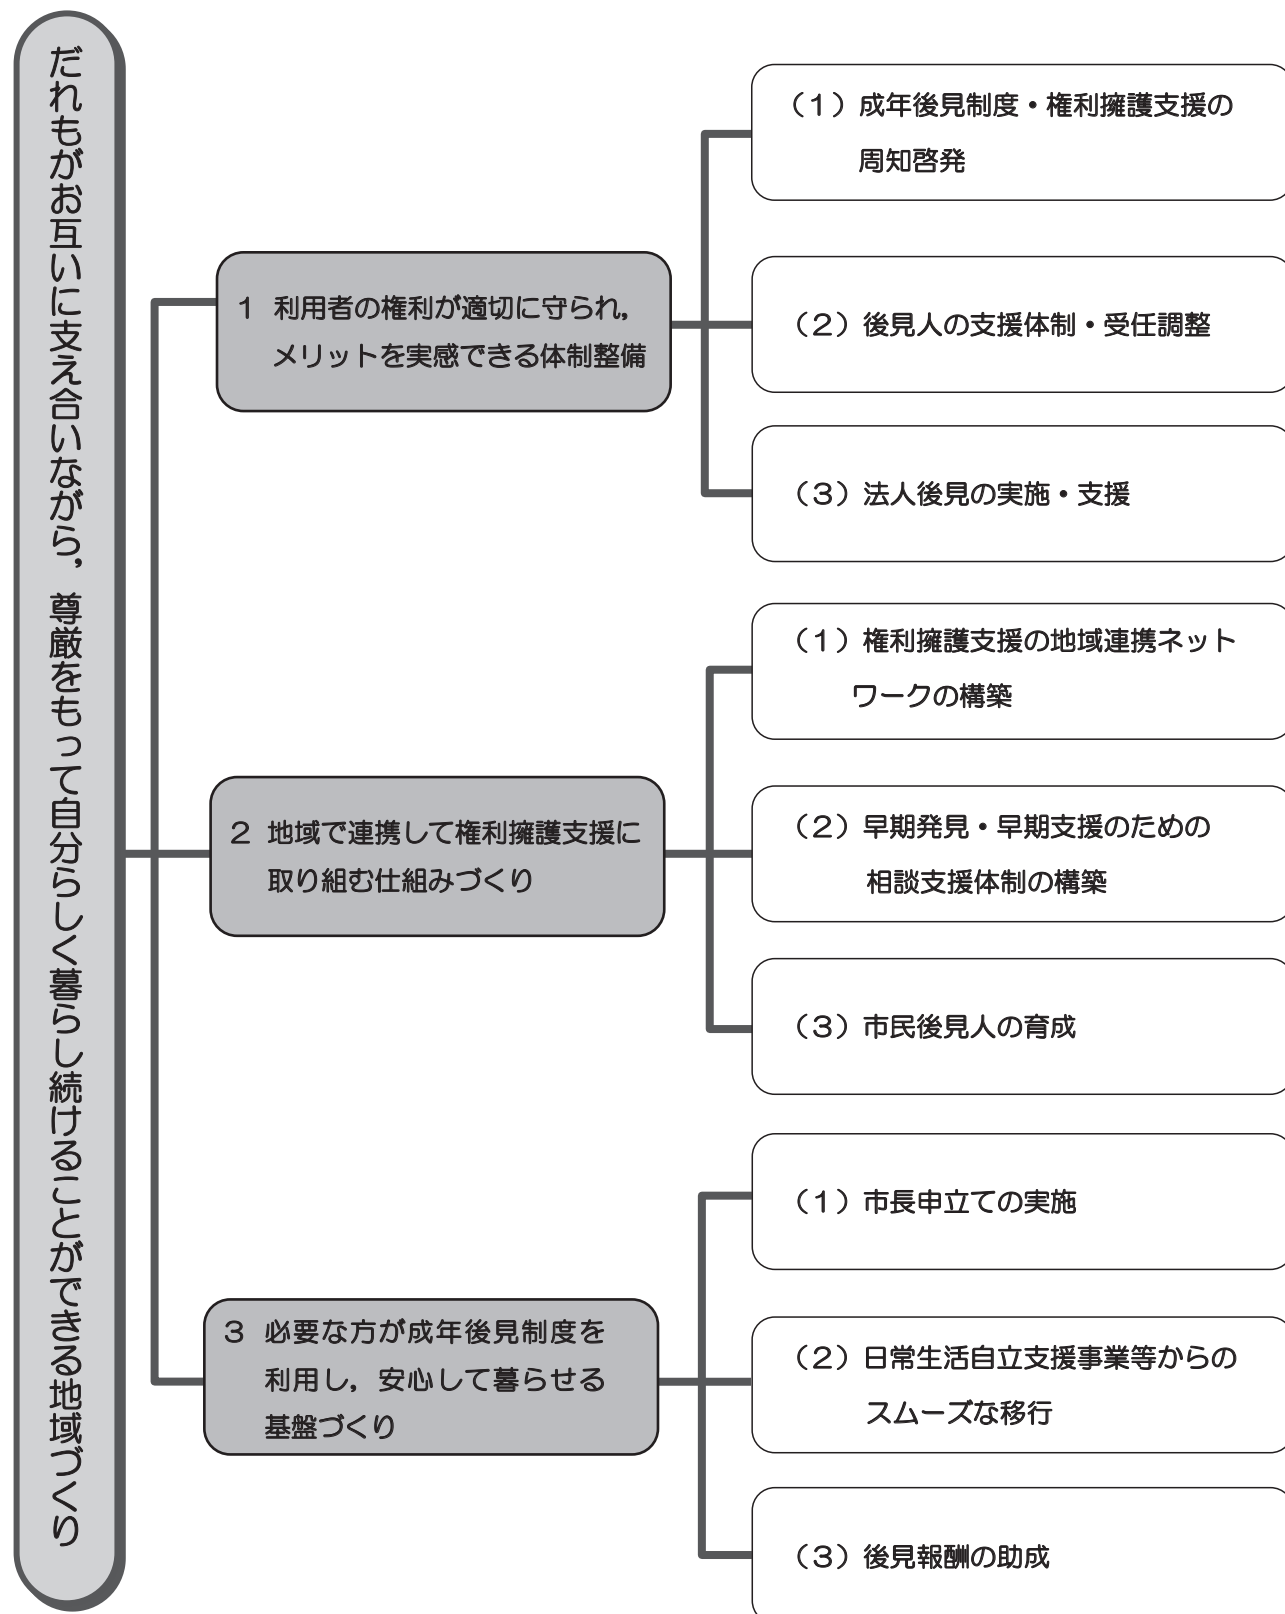 だれもがお互いに支え合いながら，尊厳をもって自分らしく暮らし続けることができる地域づくり
1 利用者の権利が適切に守られ，
メリットを実感できる体制整備
（1）成年後見制度・権利擁護支援の
周知啓発
（2）後見人の支援体制・受任調整
（3）法人後見の実施・支援
2 地域で連携して権利擁護支援に
取り組む仕組みづくり
（1）権利擁護支援の地域連携ネット
ワークの構築
（2）早期発見・早期支援のための
相談支援体制の構築
（3）市民後見人の育成
3 必要な方が成年後見制度を
利用し，安心して暮らせる
基盤づくり
（1）市長申立ての実施
（2）日常生活自立支援事業等からの
スムーズな移行
（3）後見報酬の助成